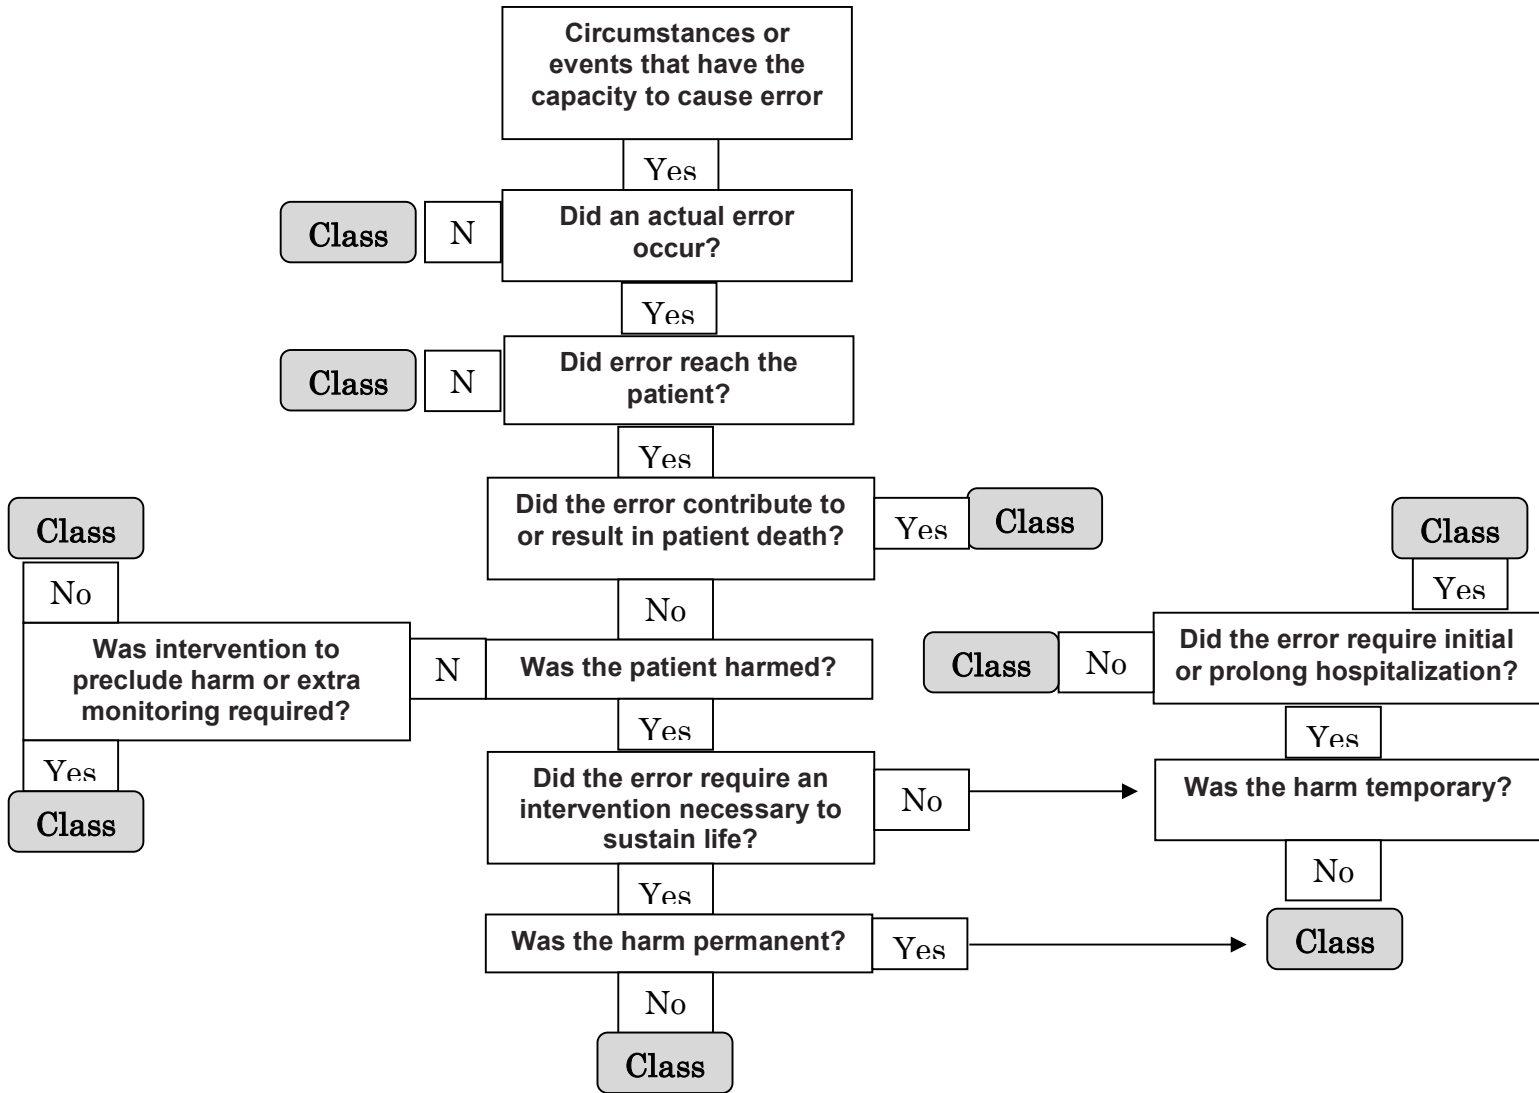 Circumstances or
events that have the
capacity to cause error
Yes
Class
N
Did an actual error
occur?
Yes
Class
N
Did error reach the
patient?
Yes
Did the error contribute to
or result in patient death?
Yes
Class
No
Class
No
Was intervention to
preclude harm or extra
monitoring required?
Yes
Class
N
Was the patient harmed?
Yes
Did the error require an
intervention necessary to
sustain life?
No
Yes
Was the harm permanent?
Yes
No
Class
Class
Yes
Did the error require initial
or prolong hospitalization?
No
Class
Yes
Was the harm temporary?
No
Class